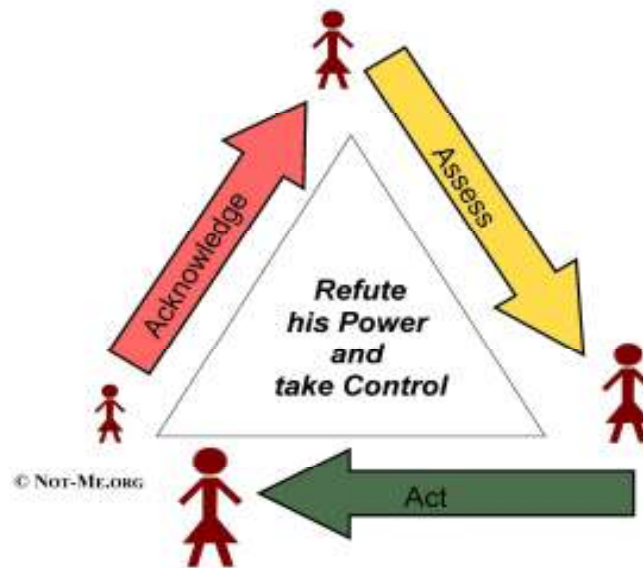 Acknowledge
Assess
Refute
his Power
and
take Control
© NOT-ME.ORG
Act